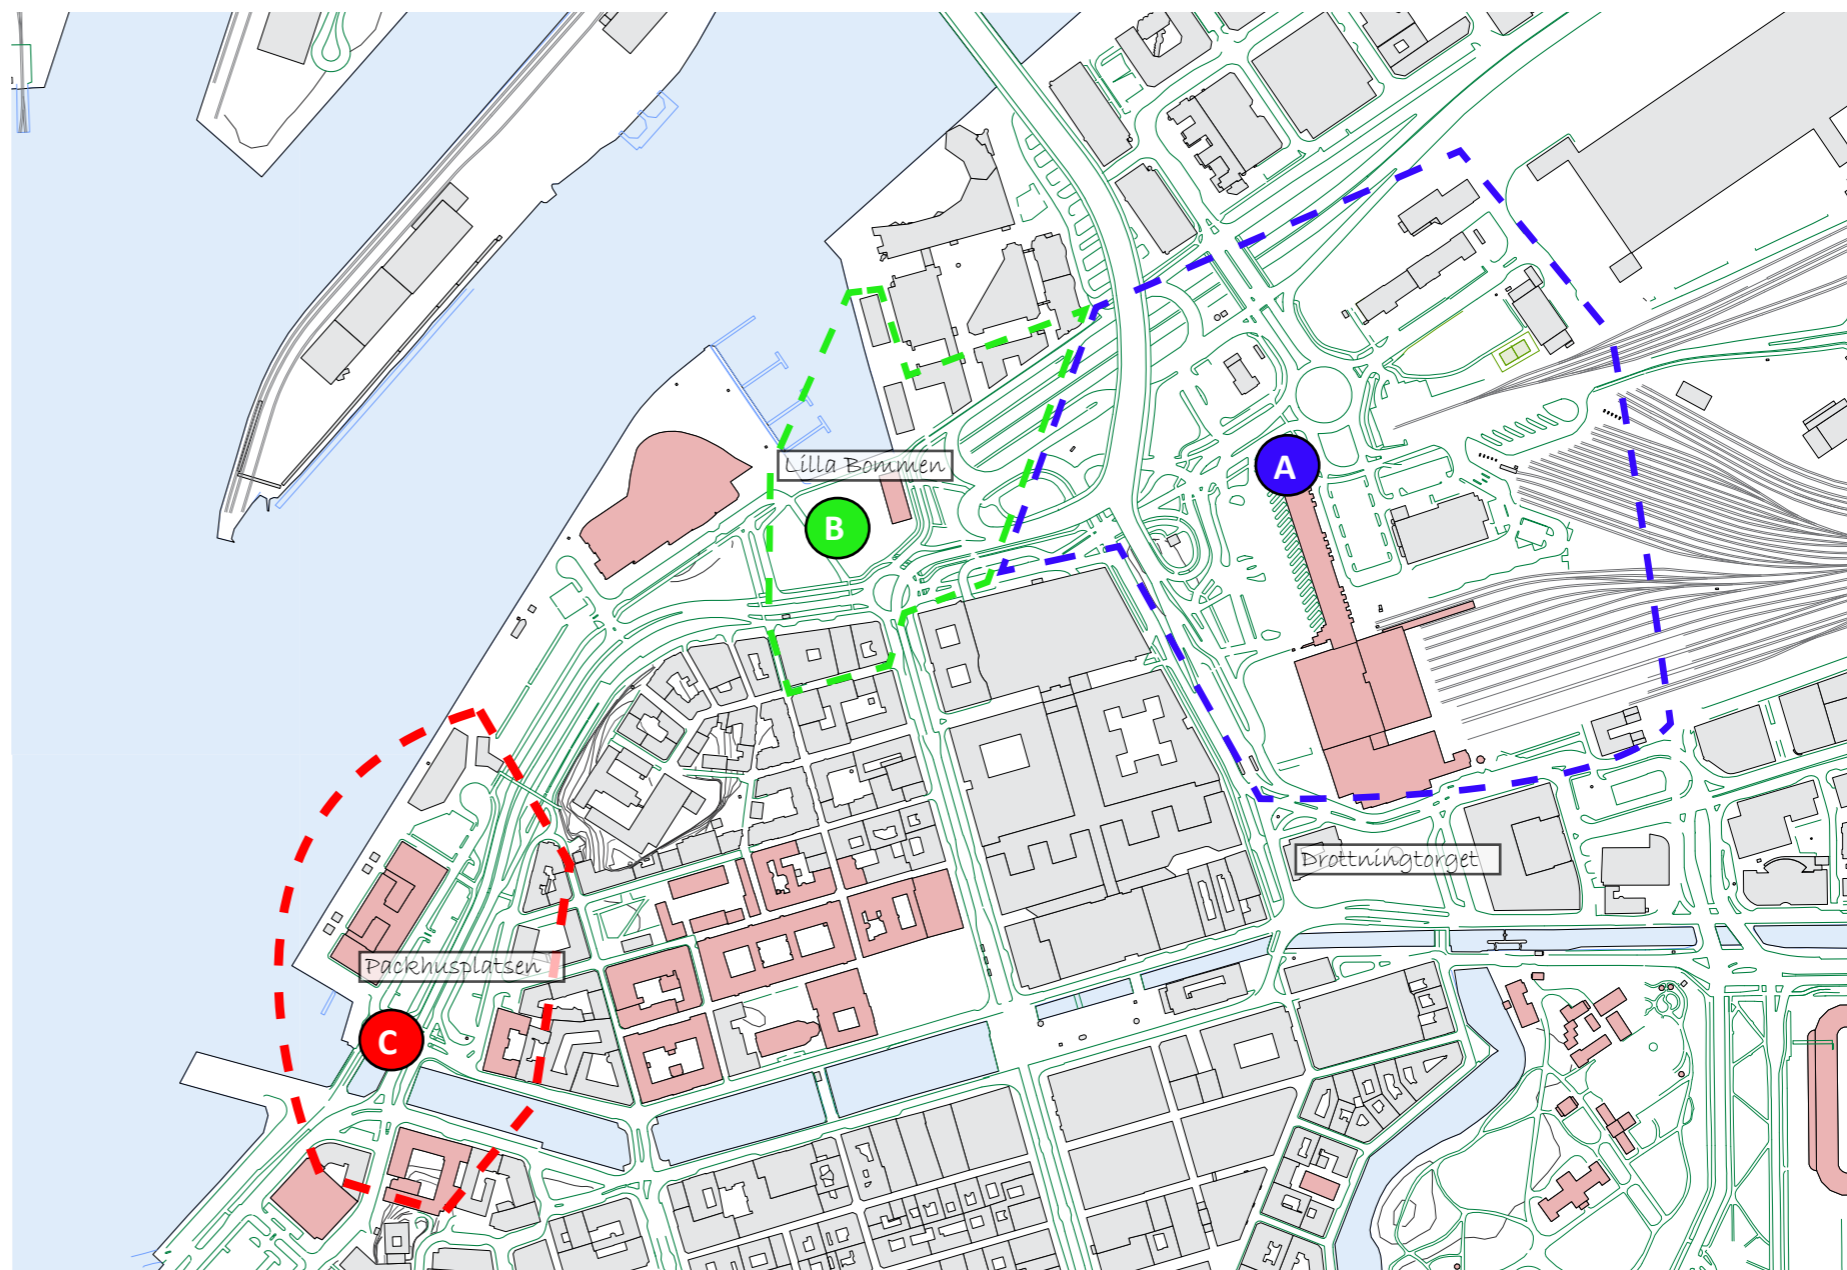 A
Lilla Bommen
B
Drottningtorget
Packhusplatsen
C